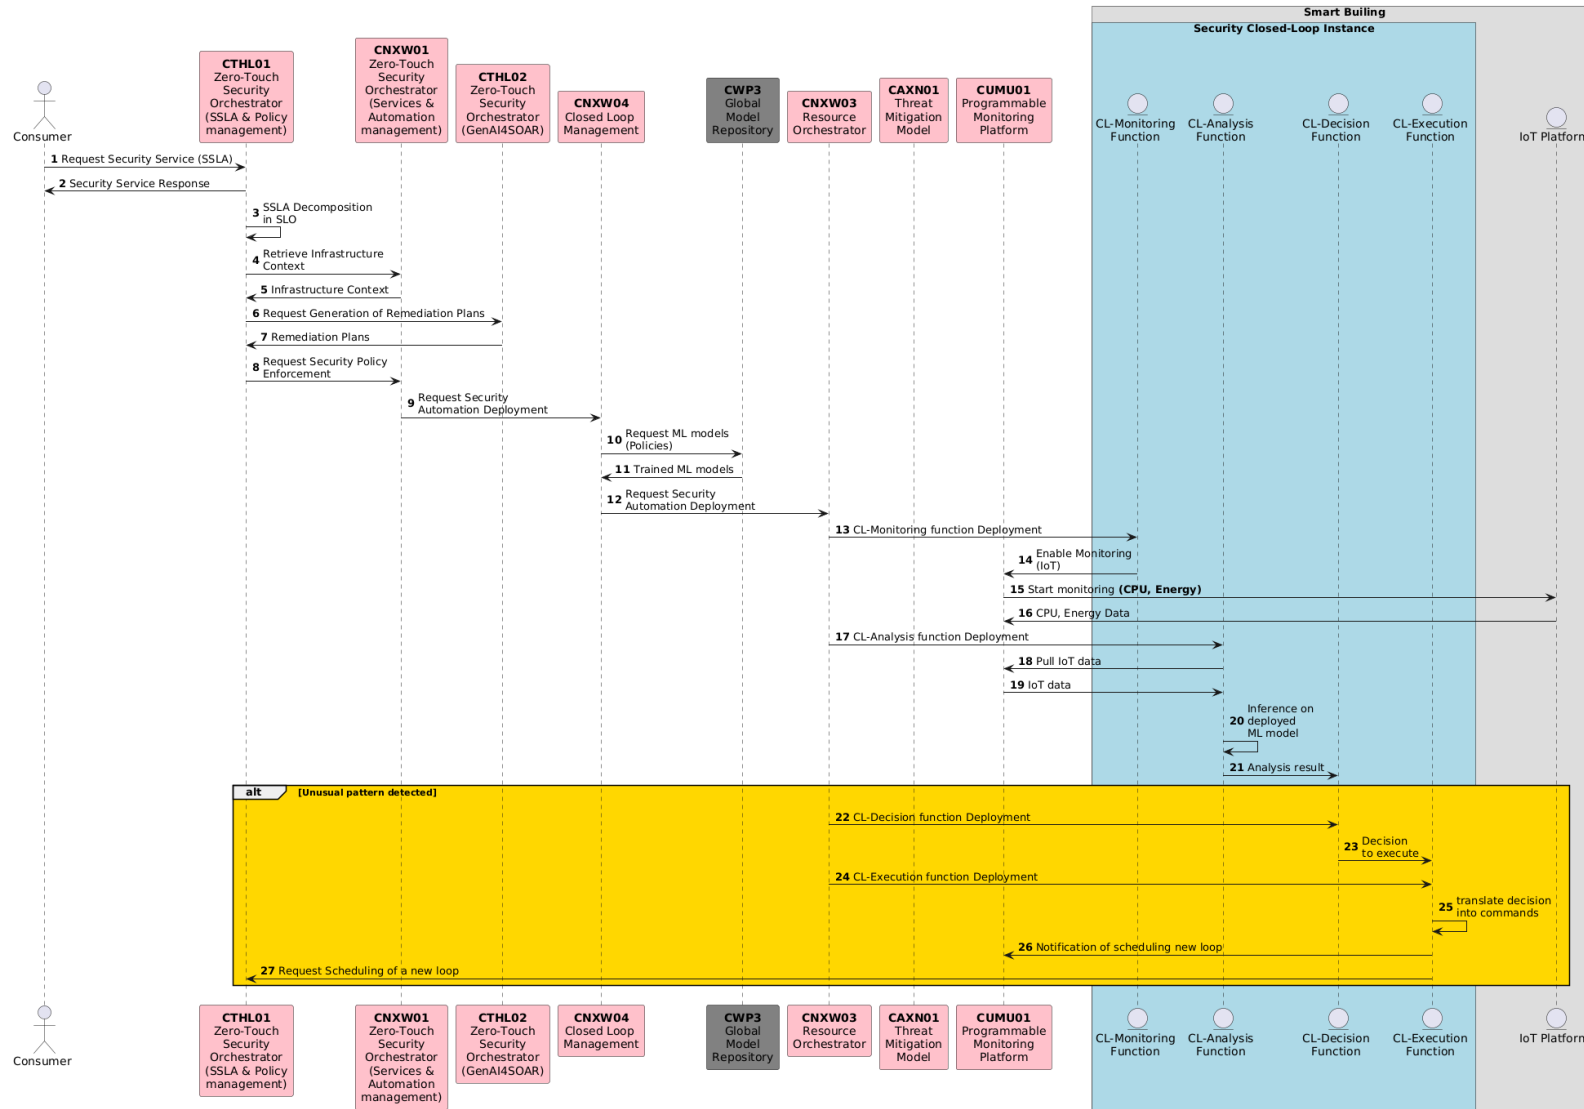 Smart Builing
Security Closed-Loop Instance
Consumer
CTHL01
Zero-Touch
Security
Orchestrator
(SSLA & Policy
management)
CNXW01
Zero-Touch
Security
Orchestrator
(Services &
Automation
management)
CTHL02
Zero-Touch
Security
Orchestrator
(GenAI4SOAR)
CNXW04
Closed Loop
Management
CWP3
Global
Model
Repository
CNXW03
Resource
Orchestrator
CAXN01
Threat
Mitigation
Model
CUMU01
Programmable
Monitoring
Platform
CL-Monitoring
Function
CL-Analysis
Function
CL-Decision
Function
CL-Execution
Function
IoT Platform
1 Request Security Service (SSLA)
2 Security Service Response
3 SSLA Decomposition
in SLO
4 Retrieve Infrastructure
Context
5 Infrastructure Context
6 Request Generation of Remediation Plans
7 Remediation Plans
8 Request Security Policy
Enforcement
9 Request Security
Automation Deployment
10 Request ML models
(Policies)
11 Trained ML models
12 Request Security
Automation Deployment
13 CL-Monitoring function Deployment
14 Enable Monitoring
(IoT)
15 Start monitoring (CPU, Energy)
16 CPU, Energy Data
17 CL-Analysis function Deployment
18 Pull IoT data
19 IoT data
20 Inference on
deployed
ML model
21 Analysis result
alt [Unusual pattern detected]
22 CL-Decision function Deployment
23 Decision
to execute
24 CL-Execution function Deployment
25 translate decision
into commands
26 Notification of scheduling new loop
27 Request Scheduling of a new loop
Consumer
CTHL01
Zero-Touch
Security
Orchestrator
(SSLA & Policy
management)
CNXW01
Zero-Touch
Security
Orchestrator
(Services &
Automation
management)
CTHL02
Zero-Touch
Security
Orchestrator
(GenAI4SOAR)
CNXW04
Closed Loop
Management
CWP3
Global
Model
Repository
CNXW03
Resource
Orchestrator
CAXN01
Threat
Mitigation
Model
CUMU01
Programmable
Monitoring
Platform
CL-Monitoring
Function
CL-Analysis
Function
CL-Decision
Function
CL-Execution
Function
IoT Platform